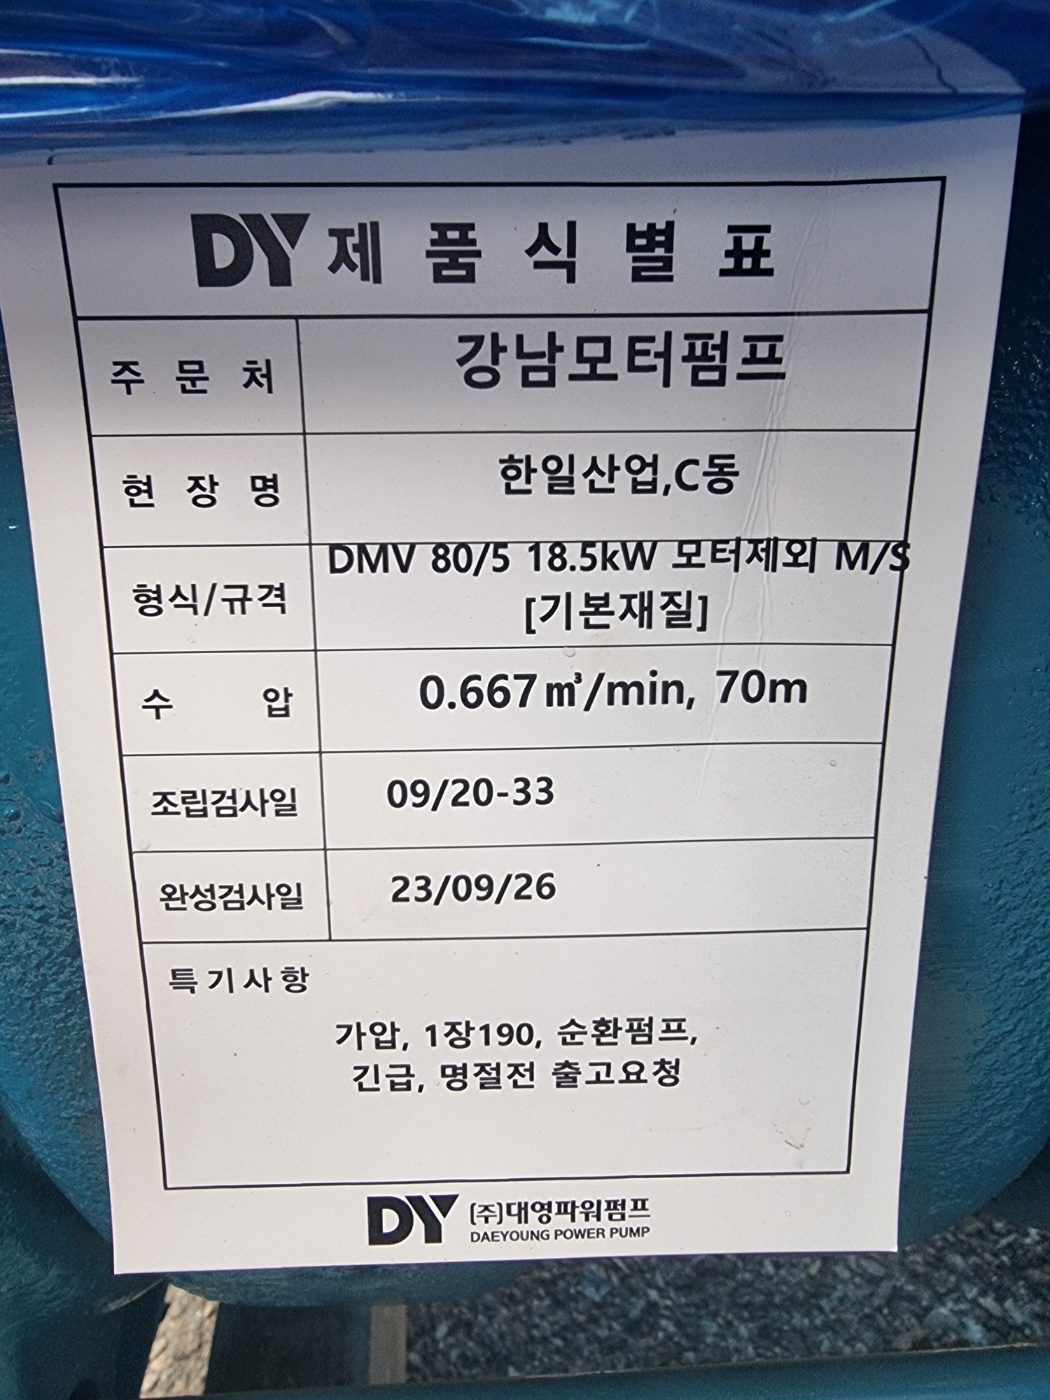 DY 제 품 식 별 표
주 문 처 강남모터펌프
현 장 명 한일산업,C동
형식/규격 DMV 80/5 18.5kW 모터제외 M/S
[기본재질]
수 압 0.667㎥/min, 70m
조립검사일 09/20-33
완성검사일 23/09/26
특기사항
가압, 1장190, 순환펌프,
긴급, 명절전 출고요청
DY (주)대영파워펌프
DAEYOUNG POWER PUMP